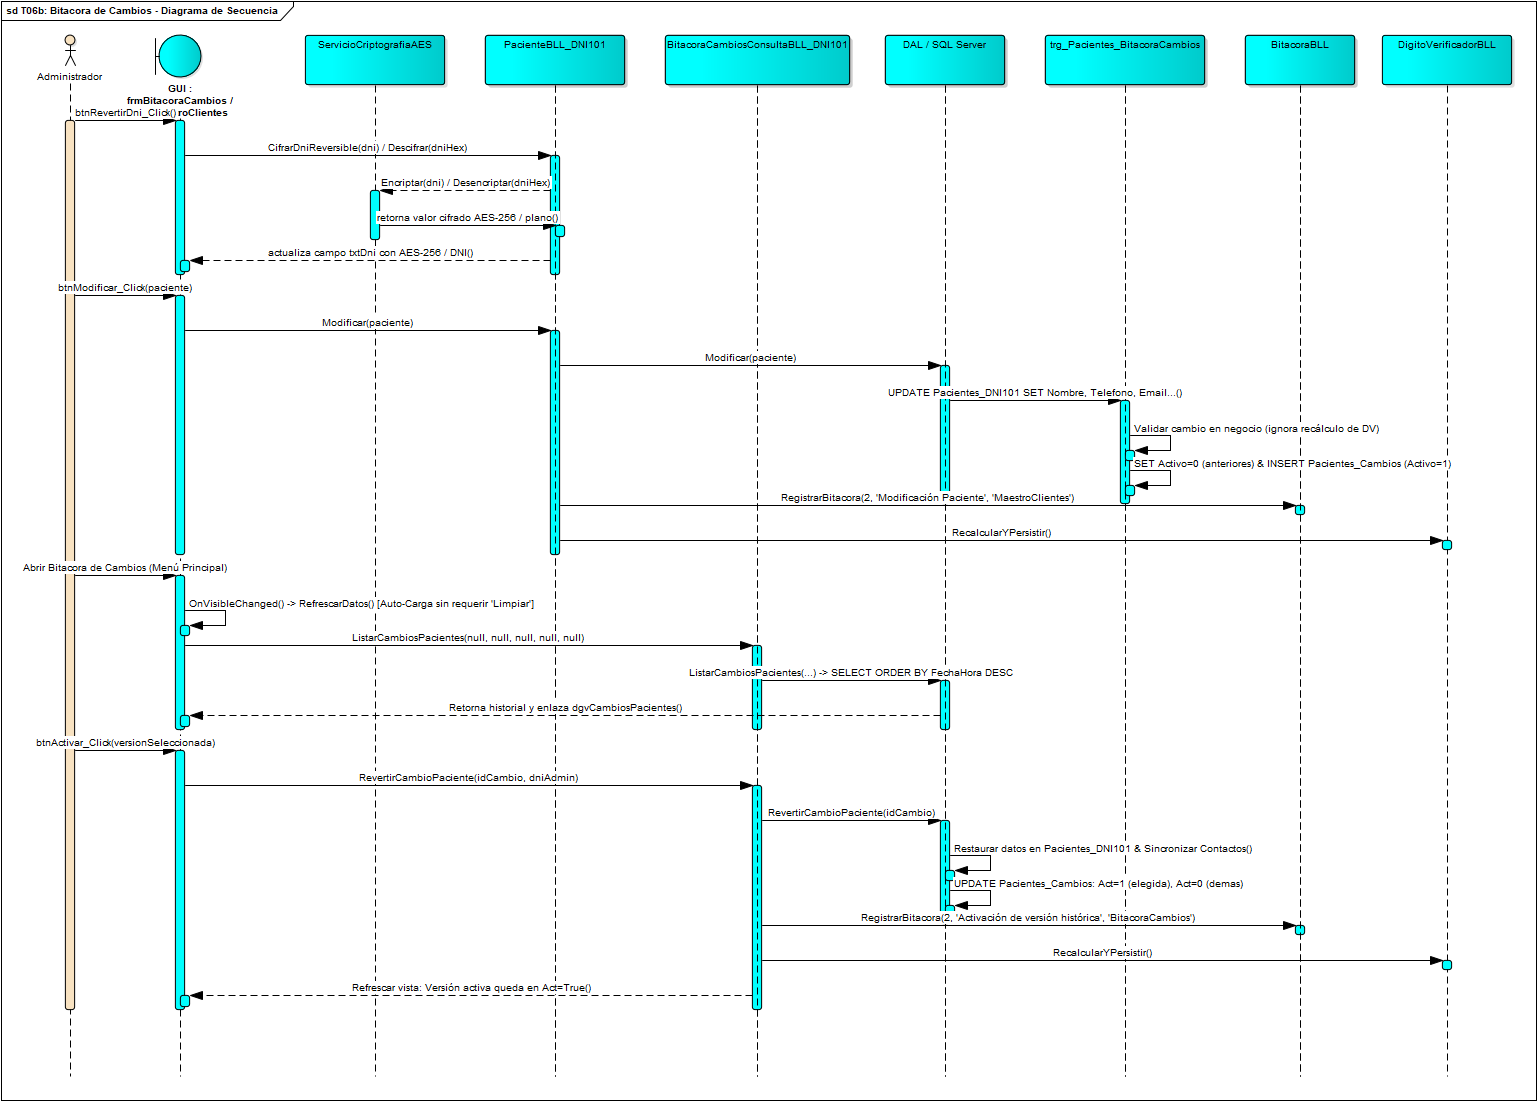 sd T06b: Bitacora de Cambios - Diagrama de Secuencia
Administrador
GUI :
frmBitacoraCambios /
roClientes
ServicioCriptografiaAES
PacienteBLL_DNI101
BitacoraCambiosConsultaBLL_DNI101
DAL / SQL Server
trg_Pacientes_BitacoraCambios
BitacoraBLL
DigitoVerificadorBLL
btnRevertirDni_Click()
CifrarDniReversible(dni) / Descifrar(dniHex)
Encriptar(dni) / Desencriptar(dniHex)
retorna valor cifrado AES-256 / plano()
actualiza campo txtDni con AES-256 / DNI()
btnModificar_Click(paciente)
Modificar(paciente)
Modificar(paciente)
UPDATE Pacientes_DNI101 SET Nombre, Telefono, Email...()
Validar cambio en negocio (ignora recálculo de DV)
SET Activo=0 (anteriores) & INSERT Pacientes_Cambios (Activo=1)
RegistrarBitacora(2, 'Modificación Paciente', 'MaestroClientes')
RecalcularYPersistir()
Abrir Bitacora de Cambios (Menú Principal)
OnVisibleChanged() -> RefrescarDatos() [Auto-Carga sin requerir 'Limpiar']
ListarCambiosPacientes(null, null, null, null, null)
ListarCambiosPacientes(...) -> SELECT ORDER BY FechaHora DESC
Retorna historial y enlaza dgvCambiosPacientes()
btnActivar_Click(versionSeleccionada)
RevertirCambioPaciente(idCambio, dniAdmin)
RevertirCambioPaciente(idCambio)
Restaurar datos en Pacientes_DNI101 & Sincronizar Contactos()
UPDATE Pacientes_Cambios: Act=1 (elegida), Act=0 (demas)
RegistrarBitacora(2, 'Activación de versión histórica', 'BitacoraCambios')
RecalcularYPersistir()
Refrescar vista: Versión activa queda en Act=True()